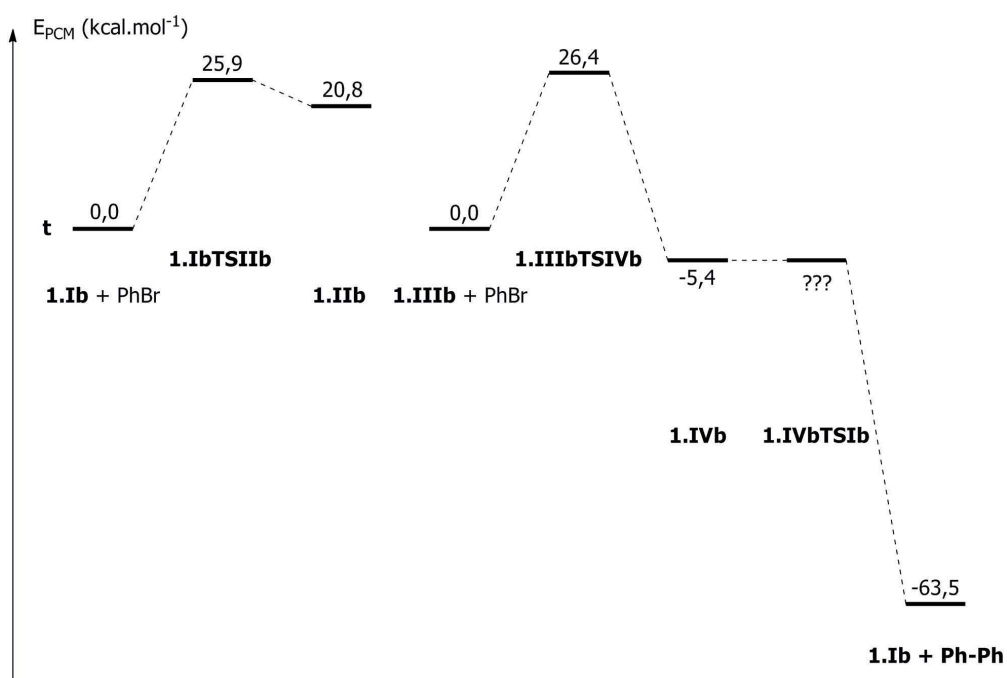 E_PCM (kcal.mol⁻¹)
25,9
20,8
26,4
t
0,0
0,0
1.IbTSIIb
1.IIIbTSIVb
-5,4
???
1.Ib + PhBr
1.IIb
1.IIIb + PhBr
1.IVb
1.IVbTSIb
-63,5
1.Ib + Ph-Ph